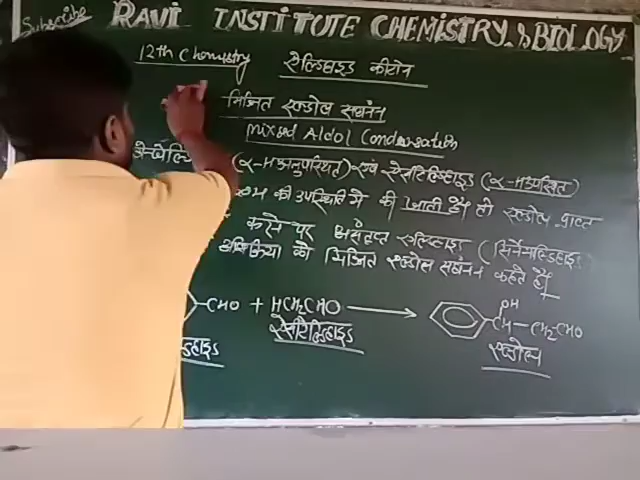 Subscribe
RAVI INSTITUTE CHEMISTRY & BIOLOGY
12th Chemistry ऐल्डिहाइड कीटोन
मिश्रित एल्डोल संघनन
Mixed Aldol Condensation
(α-H अनुपस्थित) एवं ऐसीटैल्डिहाइड (α-H उपस्थित)
की उपस्थिति में की जाती है तो एल्डोल प्राप्त
करने पर असंतृप्त एल्डिहाइड (सिनेमल्डिहाइड)
को मिश्रित एल्डोल संघनन कहते हैं
OH
CHO + HCH2CHO → CH-CH2-CHO
ऐसीटैल्डिहाइड एल्डोल